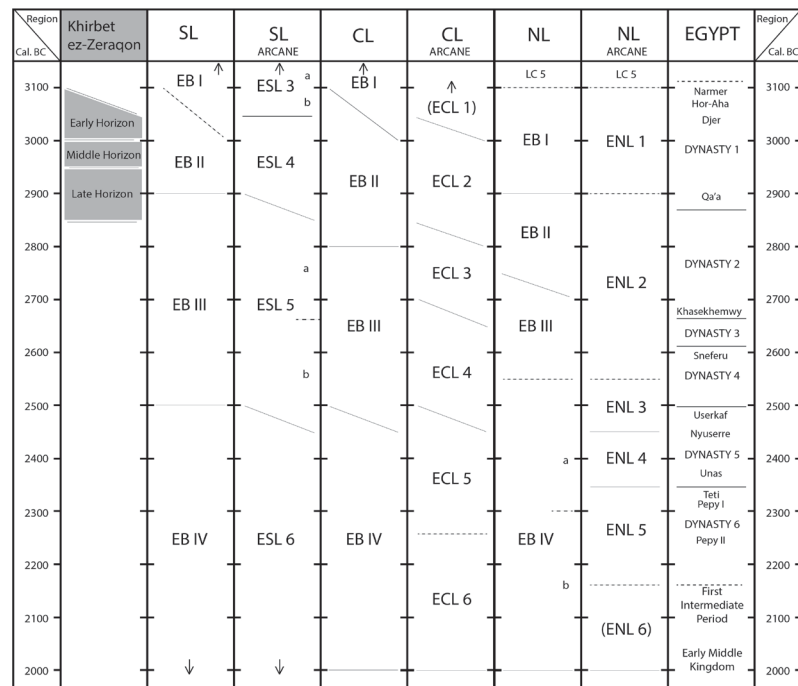 Region
Cal. BC
Khirbet
ez-Zeraqon
SL
SL
ARCANE
CL
CL
ARCANE
NL
NL
ARCANE
EGYPT
Region
Cal. BC
3100
3000
2900
2800
2700
2600
2500
2400
2300
2200
2100
2000
Early Horizon
Middle Horizon
Late Horizon
EB I
EB II
EB III
EB IV
ESL 3
a
b
ESL 4
a
ESL 5
b
ESL 6
EB I
EB II
EB III
EB IV
(ECL 1)
ECL 2
ECL 3
ECL 4
ECL 5
ECL 6
LC 5
EB I
EB II
EB III
a
EB IV
b
LC 5
ENL 1
ENL 2
ENL 3
ENL 4
ENL 5
(ENL 6)
Narmer
Hor-Aha
Djer
DYNASTY 1
Qa'a
DYNASTY 2
Khasekhemwy
DYNASTY 3
Sneferu
DYNASTY 4
Userkaf
Nyuserre
DYNASTY 5
Unas
Teti
Pepy I
DYNASTY 6
Pepy II
First
Intermediate
Period
Early Middle
Kingdom
3100
3000
2900
2800
2700
2600
2500
2400
2300
2200
2100
2000